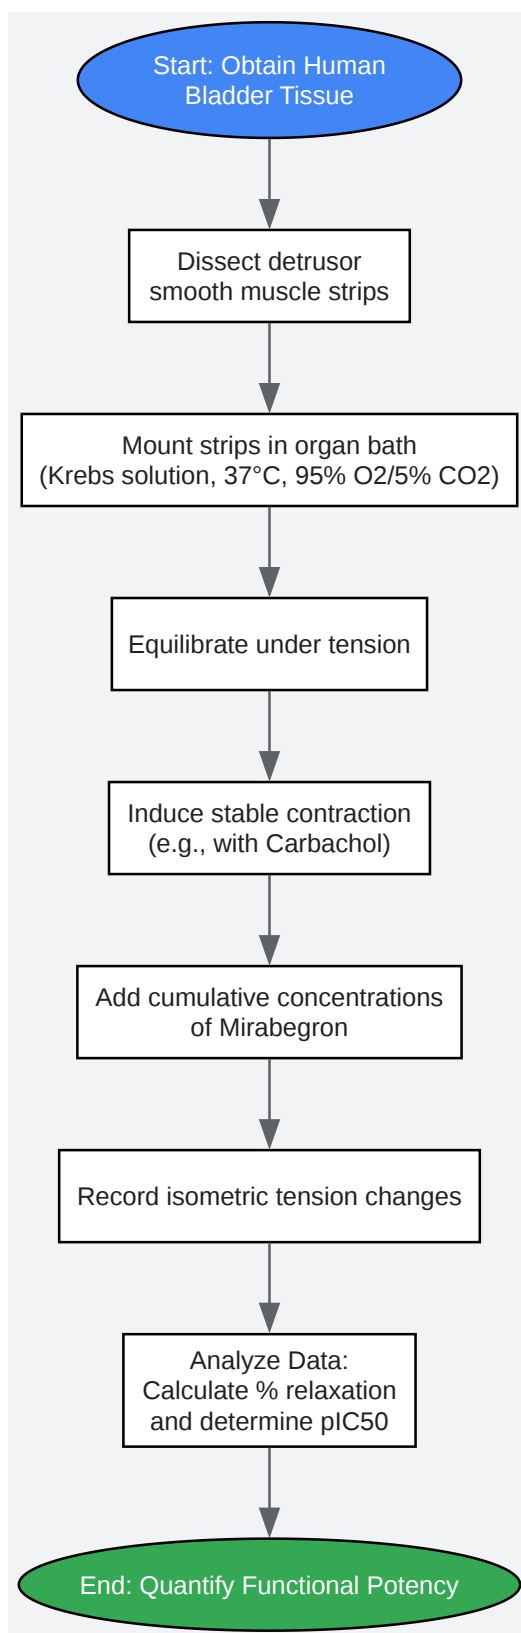 Start: Obtain Human
Bladder Tissue
Dissect detrusor
smooth muscle strips
Mount strips in organ bath
(Krebs solution, 37°C, 95% O2/5% CO2)
Equilibrate under tension
Induce stable contraction
(e.g., with Carbachol)
Add cumulative concentrations
of Mirabegron
Record isometric tension changes
Analyze Data:
Calculate % relaxation
and determine pIC50
End: Quantify Functional Potency